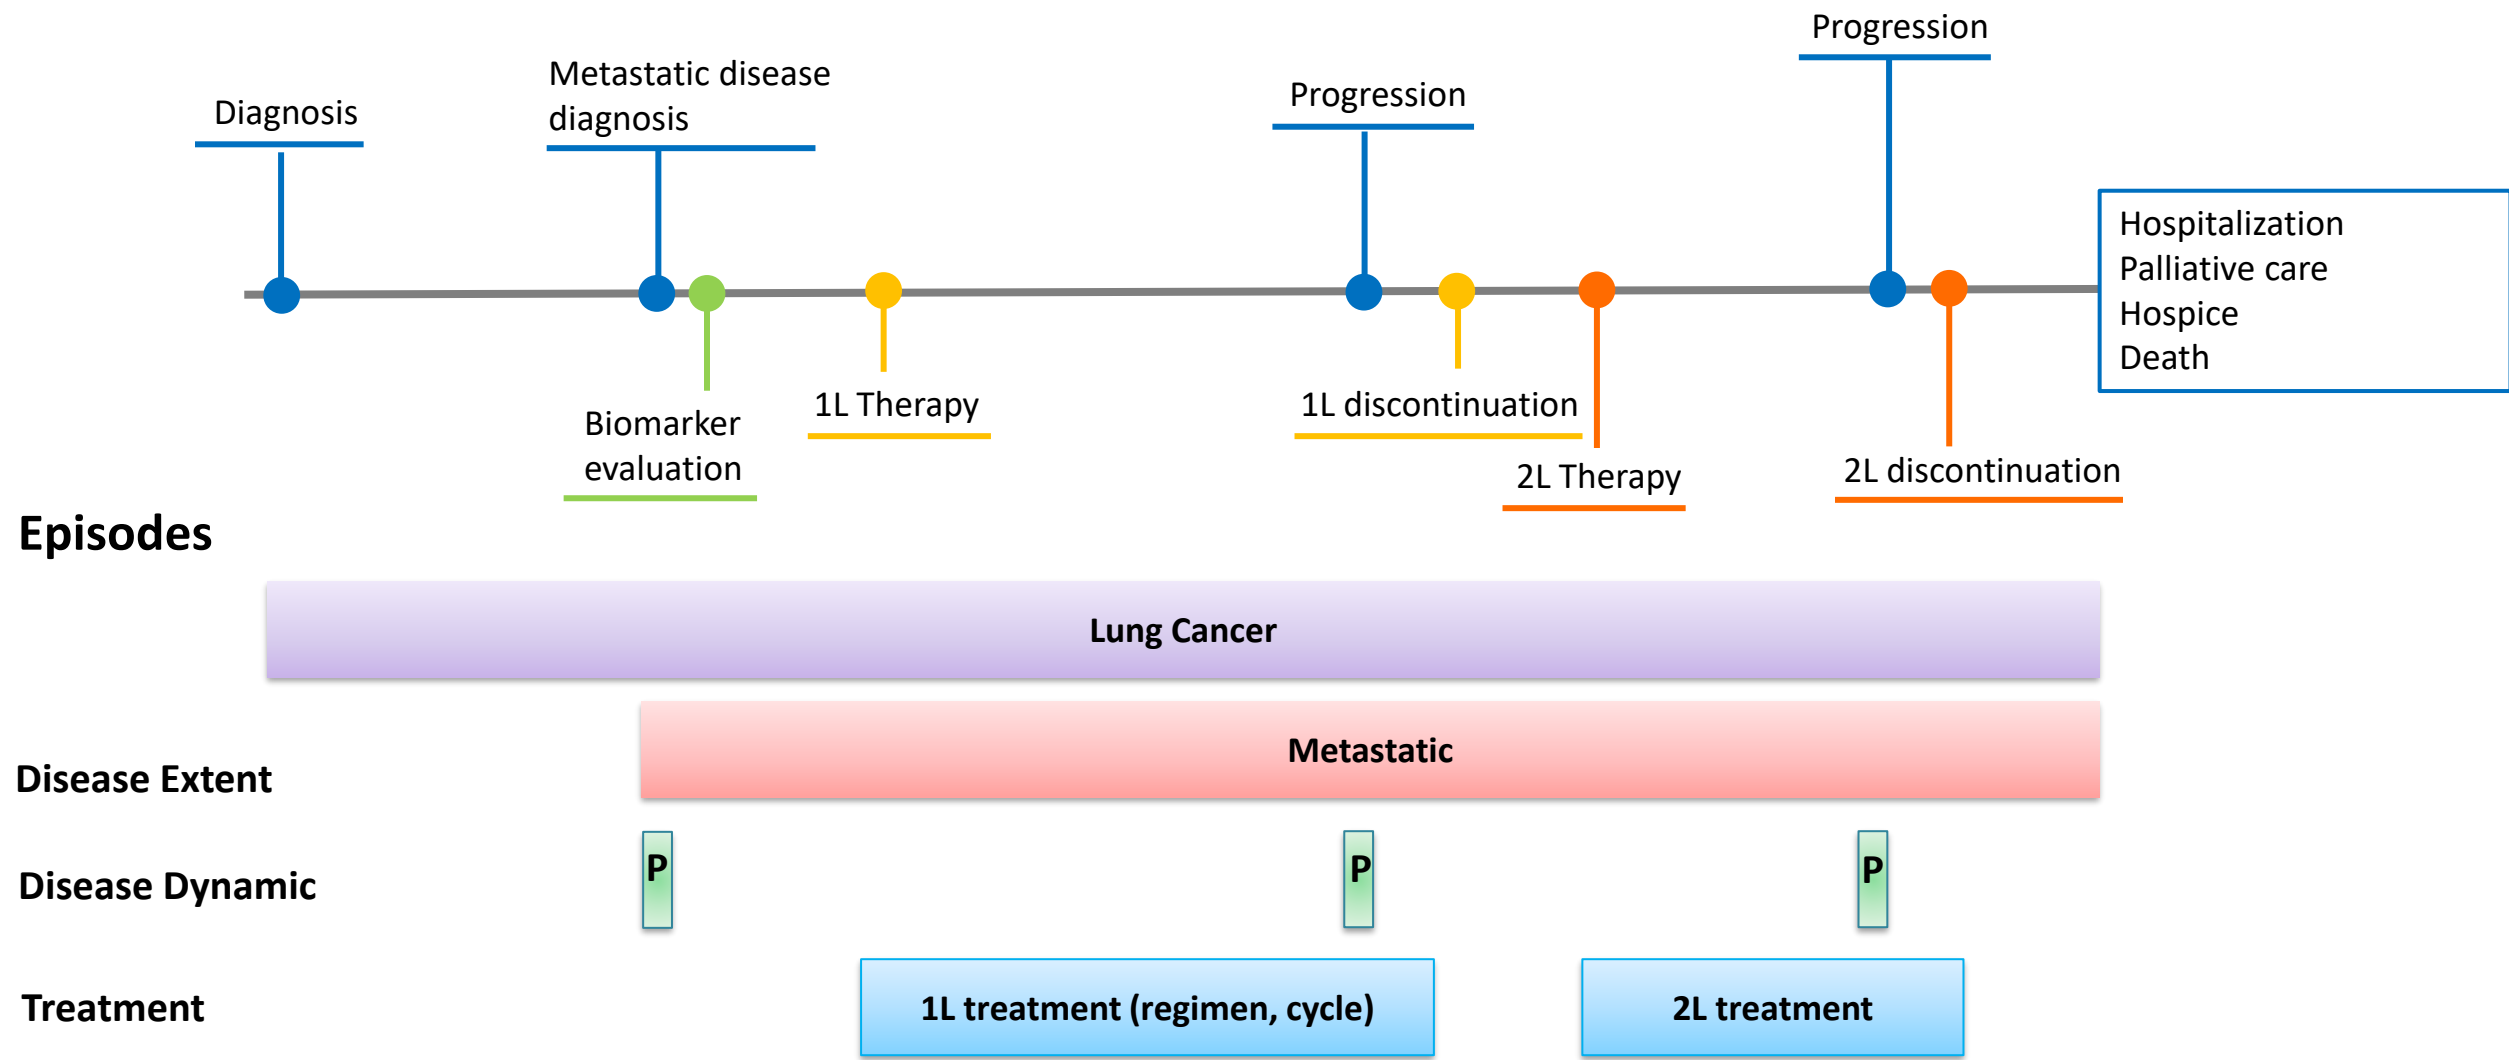 Progression
Metastatic disease
diagnosis
Progression
Diagnosis
Hospitalization
Palliative care
Hospice
Death
1L Therapy
1L discontinuation
Biomarker
evaluation
2L Therapy
2L discontinuation
Episodes
Lung Cancer
Metastatic
Disease Extent
P
P
P
Disease Dynamic
Treatment
1L treatment (regimen, cycle)
2L treatment